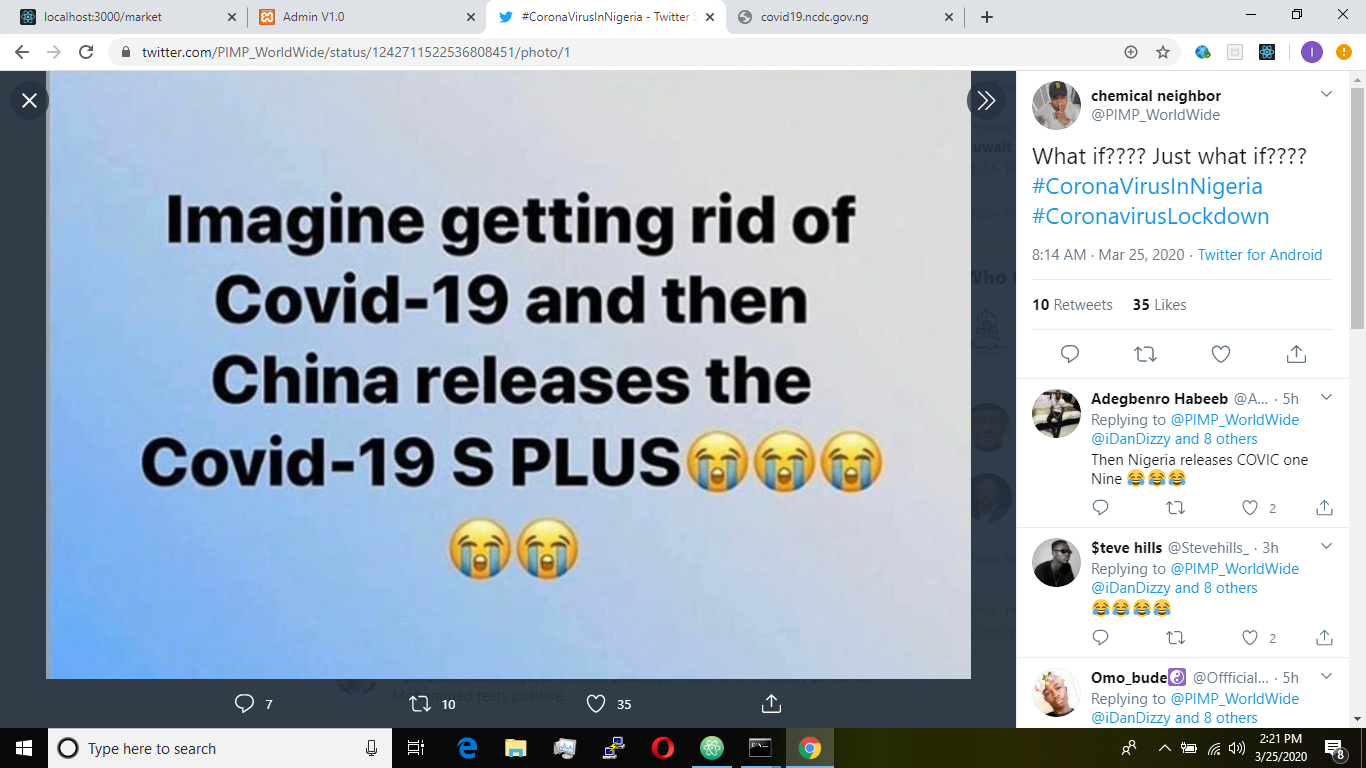 localhost:3000/market
Admin V1.0
#CoronaVirusInNigeria - Twitter
covid19.ncdc.gov.ng
twitter.com/PIMP_WorldWide/status/1242711522536808451/photo/1
I
Imagine getting rid of
Covid-19 and then
China releases the
Covid-19 S PLUS😭😭😭
😭😭
7
10
35
chemical neighbor
@PIMP_WorldWide
What if???? Just what if????
#CoronaVirusInNigeria
#CoronavirusLockdown
8:14 AM · Mar 25, 2020 · Twitter for Android
10 Retweets 35 Likes
Adegbenro Habeeb @A... · 5h
Replying to @PIMP_WorldWide
@iDanDizzy and 8 others
Then Nigeria releases COVIC one
Nine 😂😂😂
2
$teve hills @Stevehills_ · 3h
Replying to @PIMP_WorldWide
@iDanDizzy and 8 others
😂😂😂😂
2
Omo_bude☯ @Offficial... · 5h
Replying to @PIMP_WorldWide
@iDanDizzy and 8 others
tests positive.
Type here to search
2:21 PM
3/25/2020
8